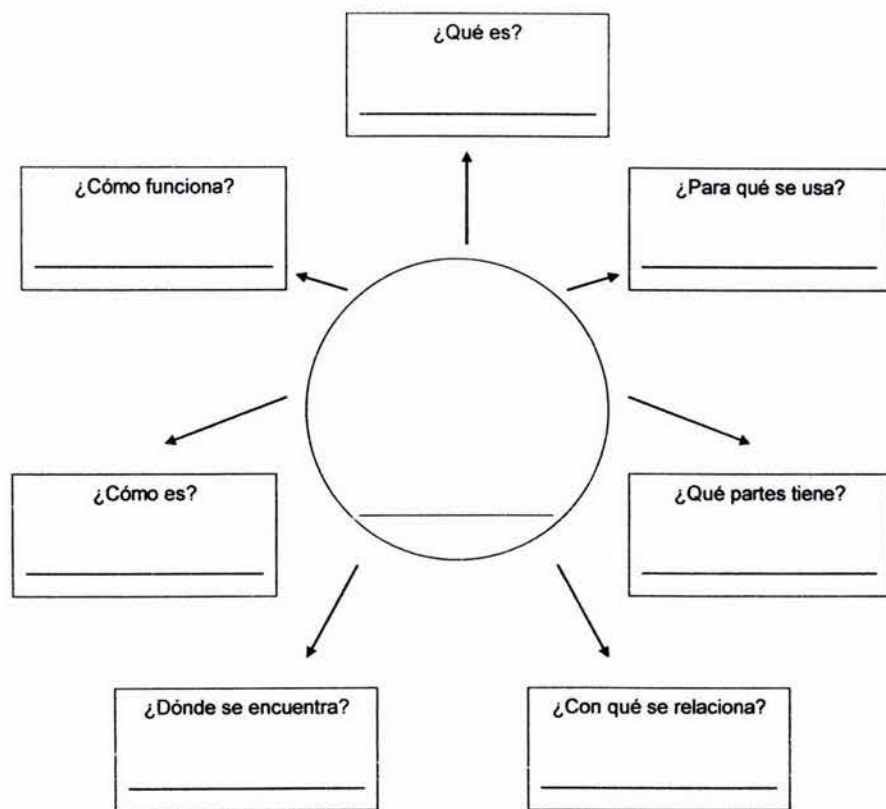 ¿Qué es?
¿Cómo funciona?
¿Para qué se usa?
¿Cómo es?
¿Qué partes tiene?
¿Dónde se encuentra?
¿Con qué se relaciona?